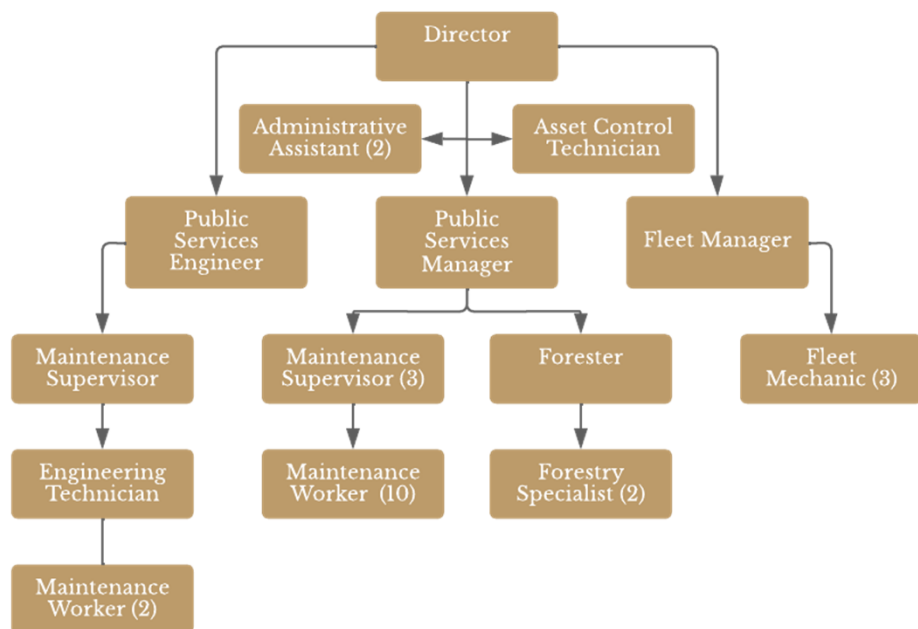 Director
Administrative
Assistant (2)
Asset Control
Technician
Public
Services
Engineer
Public
Services
Manager
Fleet Manager
Maintenance
Supervisor
Maintenance
Supervisor (3)
Forester
Fleet
Mechanic (3)
Engineering
Technician
Maintenance
Worker (10)
Forestry
Specialist (2)
Maintenance
Worker (2)